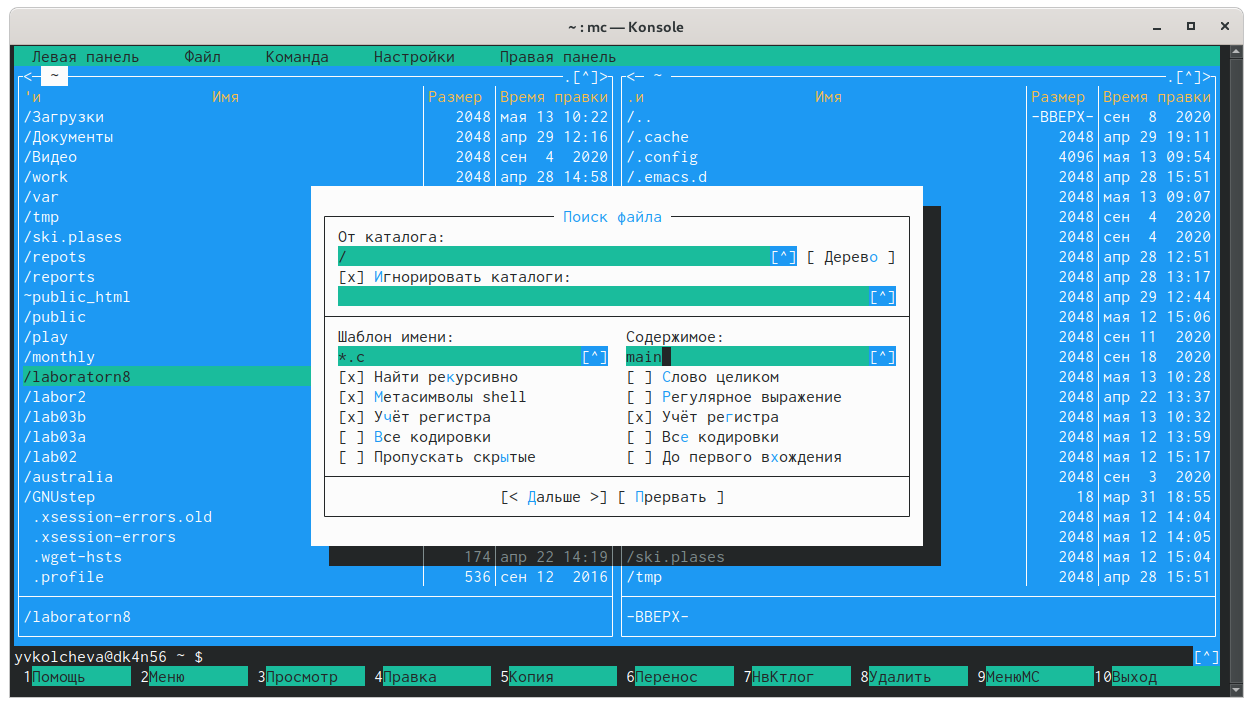 ~ : mc — Konsole
Левая панель Файл Команда Настройки Правая панель
<— ~ .[^]> <— ~ .[^]>
'и Имя Размер Время правки .и Имя Размер Время правки
/Загрузки 2048 мая 13 10:22 /.. -ВВЕРХ- сен 8 2020
/Документы 2048 апр 29 12:16 /.cache 2048 апр 29 19:11
/Видео 2048 сен 4 2020 /.config 4096 мая 13 09:54
/work 2048 апр 28 14:58 /.emacs.d 2048 апр 28 15:51
/var 2048 мая 13 09:07
/tmp Поиск файла 2048 сен 4 2020
/ski.plases От каталога: 2048 сен 4 2020
/repots / [^] [ Дерево ] 2048 апр 28 12:51
/reports [x] Игнорировать каталоги: 2048 апр 28 13:17
~public_html [^] 2048 апр 29 12:44
/public 2048 мая 12 15:06
/play Шаблон имени: Содержимое: 2048 сен 11 2020
/monthly *.c [^] main [^] 2048 сен 18 2020
/laboratorn8 [x] Найти рекурсивно [ ] Слово целиком 2048 мая 13 10:28
/labor2 [x] Метасимволы shell [ ] Регулярное выражение 2048 апр 22 13:37
/lab03b [x] Учёт регистра [x] Учёт регистра 2048 мая 13 10:32
/lab03a [ ] Все кодировки [ ] Все кодировки 2048 мая 12 13:59
/lab02 [ ] Пропускать скрытые [ ] До первого вхождения 2048 мая 12 15:17
/australia 2048 сен 3 2020
/GNUstep [< Дальше >] [ Прервать ] 18 мар 31 18:55
.xsession-errors.old 2048 мая 12 14:04
.xsession-errors 2048 мая 12 14:05
.wget-hsts 174 апр 22 14:19 /ski.plases 2048 мая 12 15:04
.profile 536 сен 12 2016 /tmp 2048 апр 28 15:51
/laboratorn8 -ВВЕРХ-
yvkolcheva@dk4n56 ~ $ [^]
1Помощь 2Меню 3Просмотр 4Правка 5Копия 6Перенос 7НвКтлог 8Удалить 9МенюМС 10Выход